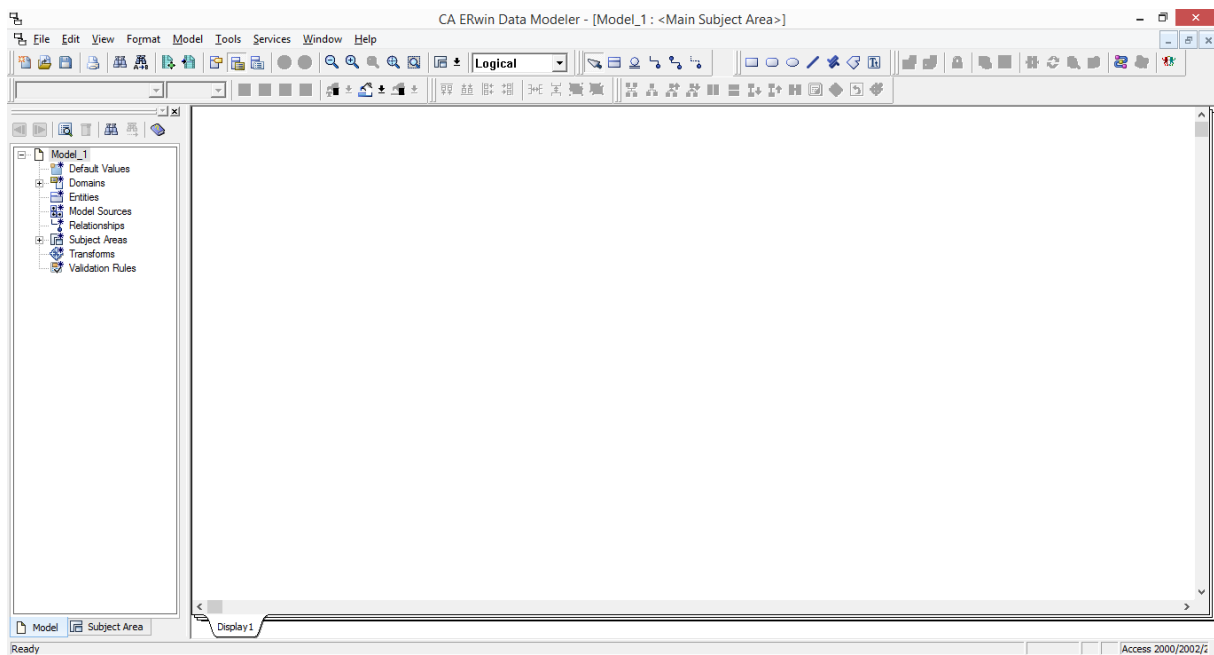 CA ERwin Data Modeler - [Model_1 : <Main Subject Area>]
File Edit View Format Model Tools Services Window Help
Logical
Model_1
Default Values
Domains
Entities
Model Sources
Relationships
Subject Areas
Transforms
Validation Rules
Model Subject Area Display1
Ready Access 2000/2002/2